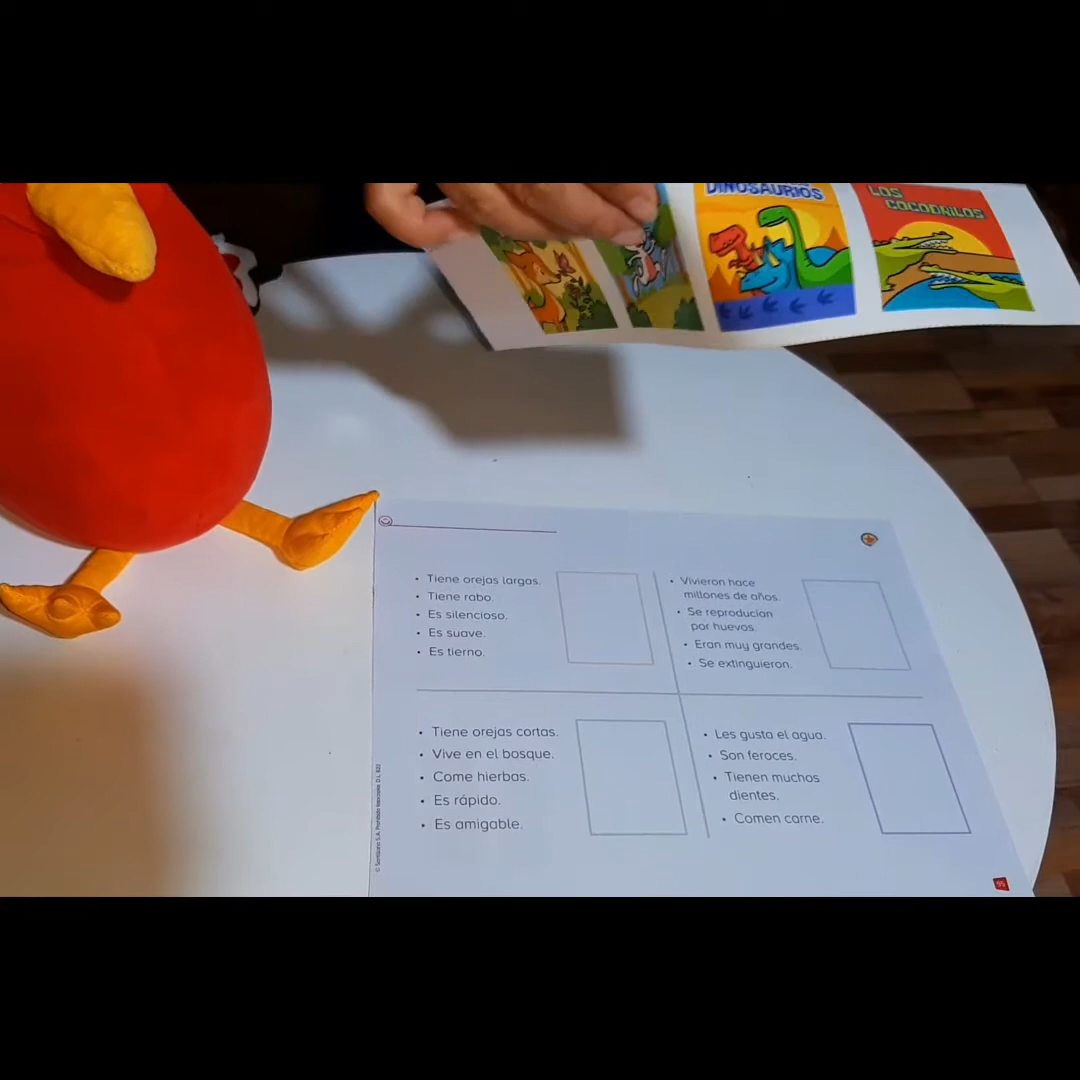 DINOSAURIOS
LOS
COCODRILOS
Tiene orejas largas.
Tiene rabo.
Es silencioso.
Es suave.
Es tierno.
Vivieron hace
millones de años.
Se reproducían
por huevos.
Eran muy grandes.
Se extinguieron.
Tiene orejas cortas.
Vive en el bosque.
Come hierbas.
Es rápido.
Es amigable.
Les gusta el agua.
Son feroces.
Tienen muchos
dientes.
Comen carne.
95